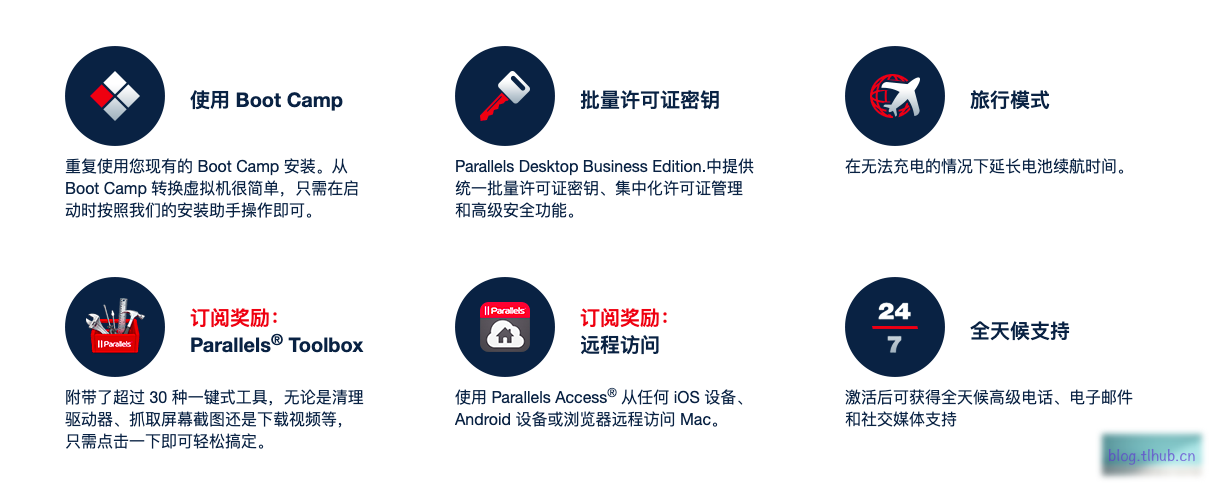 使用 Boot Camp
重复使用您现有的 Boot Camp 安装。从
Boot Camp 转换虚拟机很简单，只需在启
动时按照我们的安装助手操作即可。
批量许可证密钥
Parallels Desktop Business Edition.中提供
统一批量许可证密钥、集中化许可证管理
和高级安全功能。
旅行模式
在无法充电的情况下延长电池续航时间。
Parallels
订阅奖励：
Parallels® Toolbox
附带了超过 30 种一键式工具，无论是清理
驱动器、抓取屏幕截图还是下载视频等，
只需点击一下即可轻松搞定。
Parallels
订阅奖励：
远程访问
使用 Parallels Access® 从任何 iOS 设备、
Android 设备或浏览器远程访问 Mac。
24
7
全天候支持
激活后可获得全天候高级电话、电子邮件
和社交媒体支持
blog.tlhub.cn